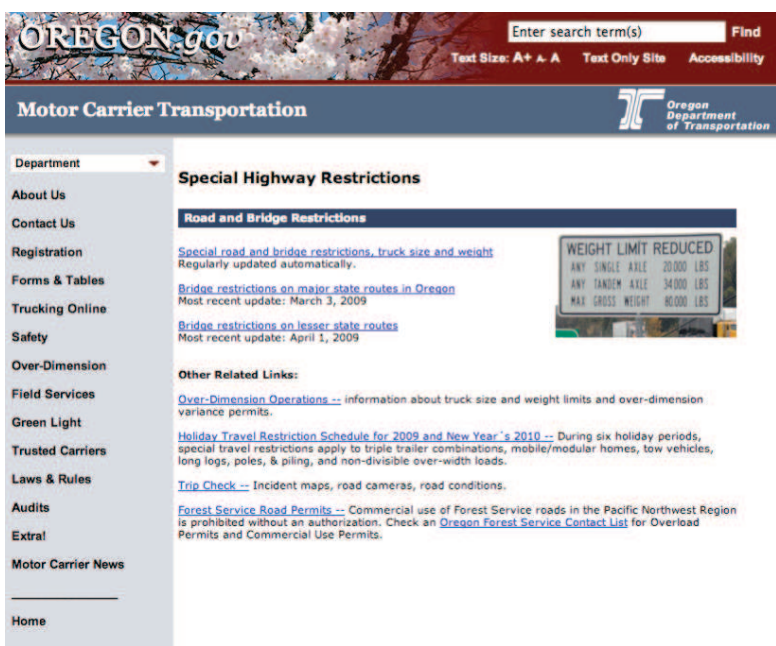 OREGON.gov
Enter search term(s)
Find
Text Size: A+ A- A
Text Only Site
Accessibility
Motor Carrier Transportation
Oregon
Department
of Transportation
Department
About Us
Contact Us
Registration
Forms & Tables
Trucking Online
Safety
Over-Dimension
Field Services
Green Light
Trusted Carriers
Laws & Rules
Audits
Extra!
Motor Carrier News
Home
Special Highway Restrictions
Road and Bridge Restrictions
Special road and bridge restrictions, truck size and weight
Regularly updated automatically.
Bridge restrictions on major state routes in Oregon
Most recent update: March 3, 2009
Bridge restrictions on lesser state routes
Most recent update: April 1, 2009
WEIGHT LIMIT REDUCED
ANY SINGLE AXLE 20000 LBS
ANY TANDEM AXLE 34000 LBS
MAX GROSS WEIGHT 80000 LBS
Other Related Links:
Over-Dimension Operations -- information about truck size and weight limits and over-dimension
variance permits.
Holiday Travel Restriction Schedule for 2009 and New Year´s 2010 -- During six holiday periods,
special travel restrictions apply to triple trailer combinations, mobile/modular homes, tow vehicles,
long logs, poles, & piling, and non-divisible over-width loads.
Trip Check -- Incident maps, road cameras, road conditions.
Forest Service Road Permits -- Commercial use of Forest Service roads in the Pacific Northwest Region
is prohibited without an authorization. Check an Oregon Forest Service Contact List for Overload
Permits and Commercial Use Permits.